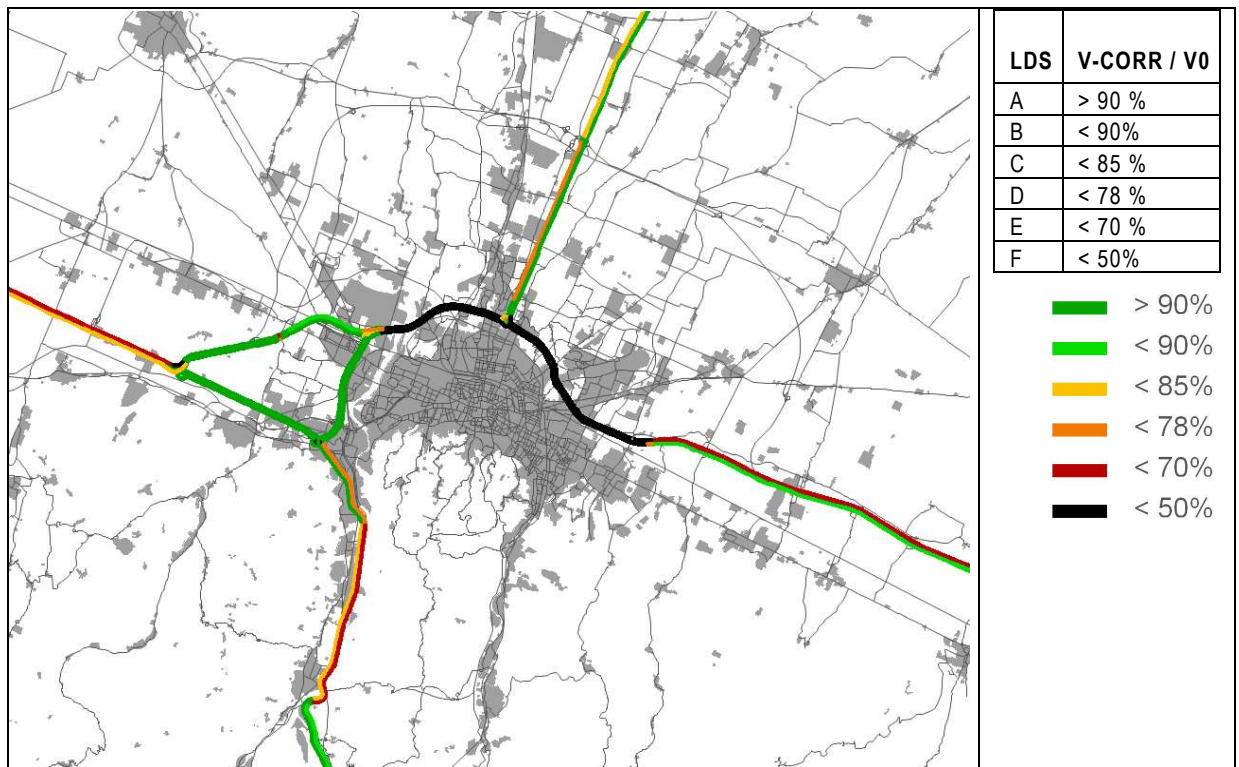 LDS V-CORR / V0
A > 90 %
B < 90%
C < 85 %
D < 78 %
E < 70 %
F < 50%
> 90%
< 90%
< 85%
< 78%
< 70%
< 50%